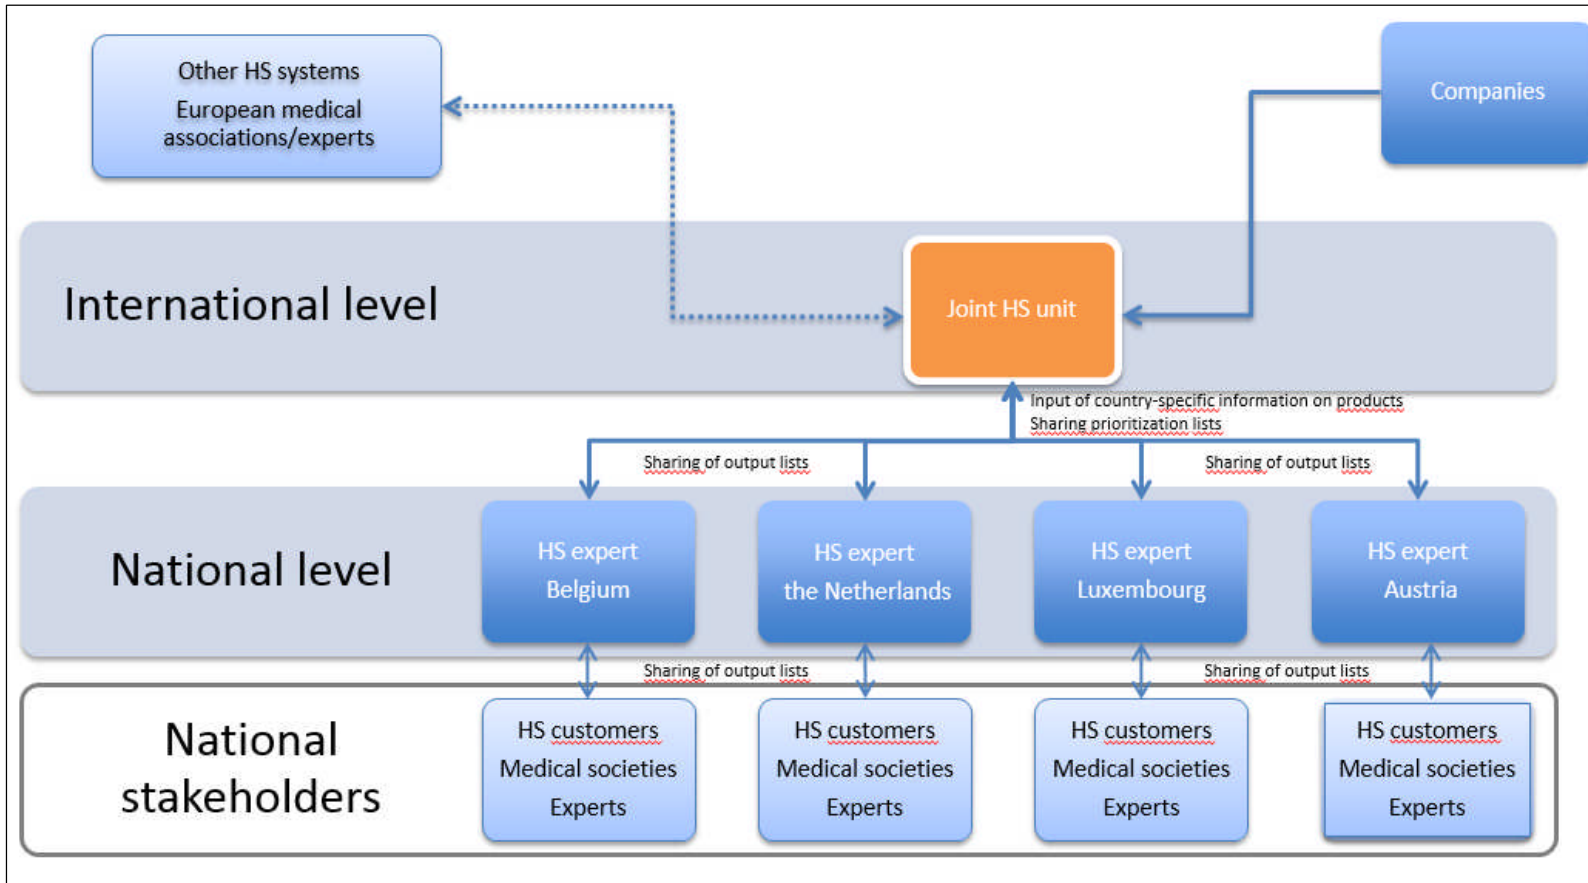 Other HS systems
European medical
associations/experts
Companies
International level
Joint HS unit
Input of country-specific information on products
Sharing prioritization lists
Sharing of output lists
Sharing of output lists
National level
HS expert
Belgium
HS expert
the Netherlands
HS expert
Luxembourg
HS expert
Austria
Sharing of output lists
Sharing of output lists
National
stakeholders
HS customers
Medical societies
Experts
HS customers
Medical societies
Experts
HS customers
Medical societies
Experts
HS customers
Medical societies
Experts